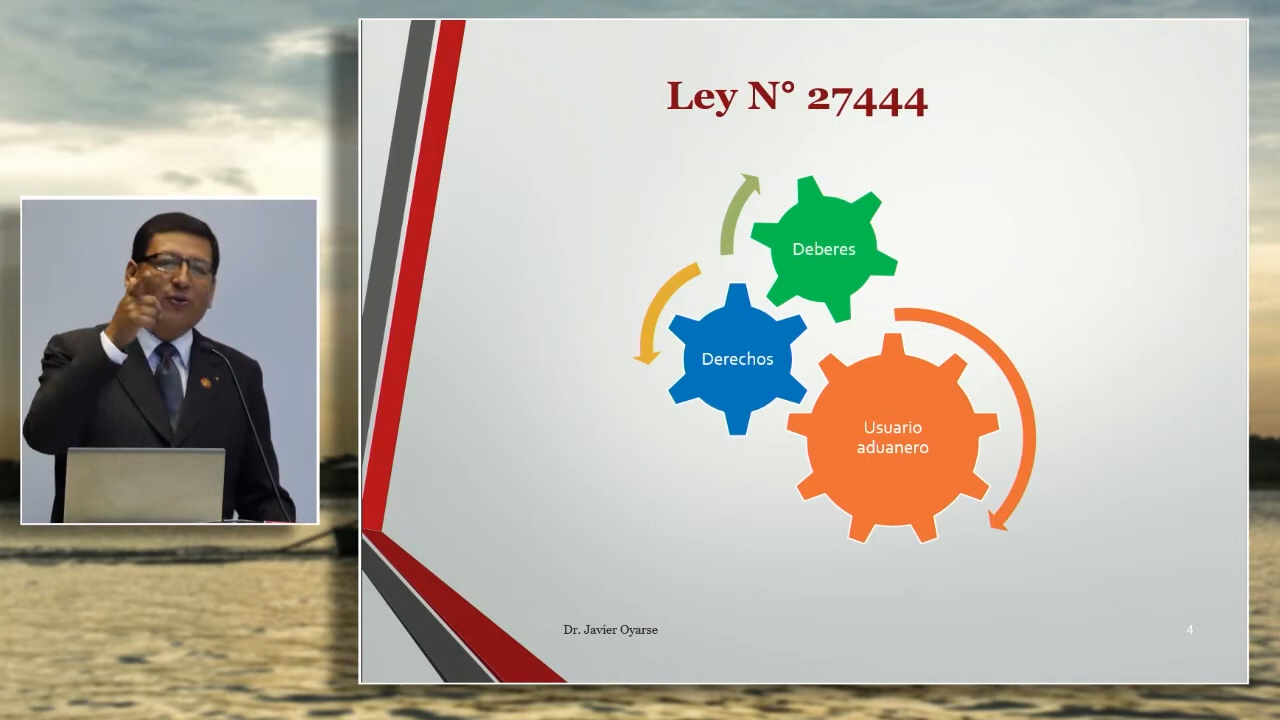 Ley N° 27444
Deberes
Derechos
Usuario
aduanero
Dr. Javier Oyarse
4